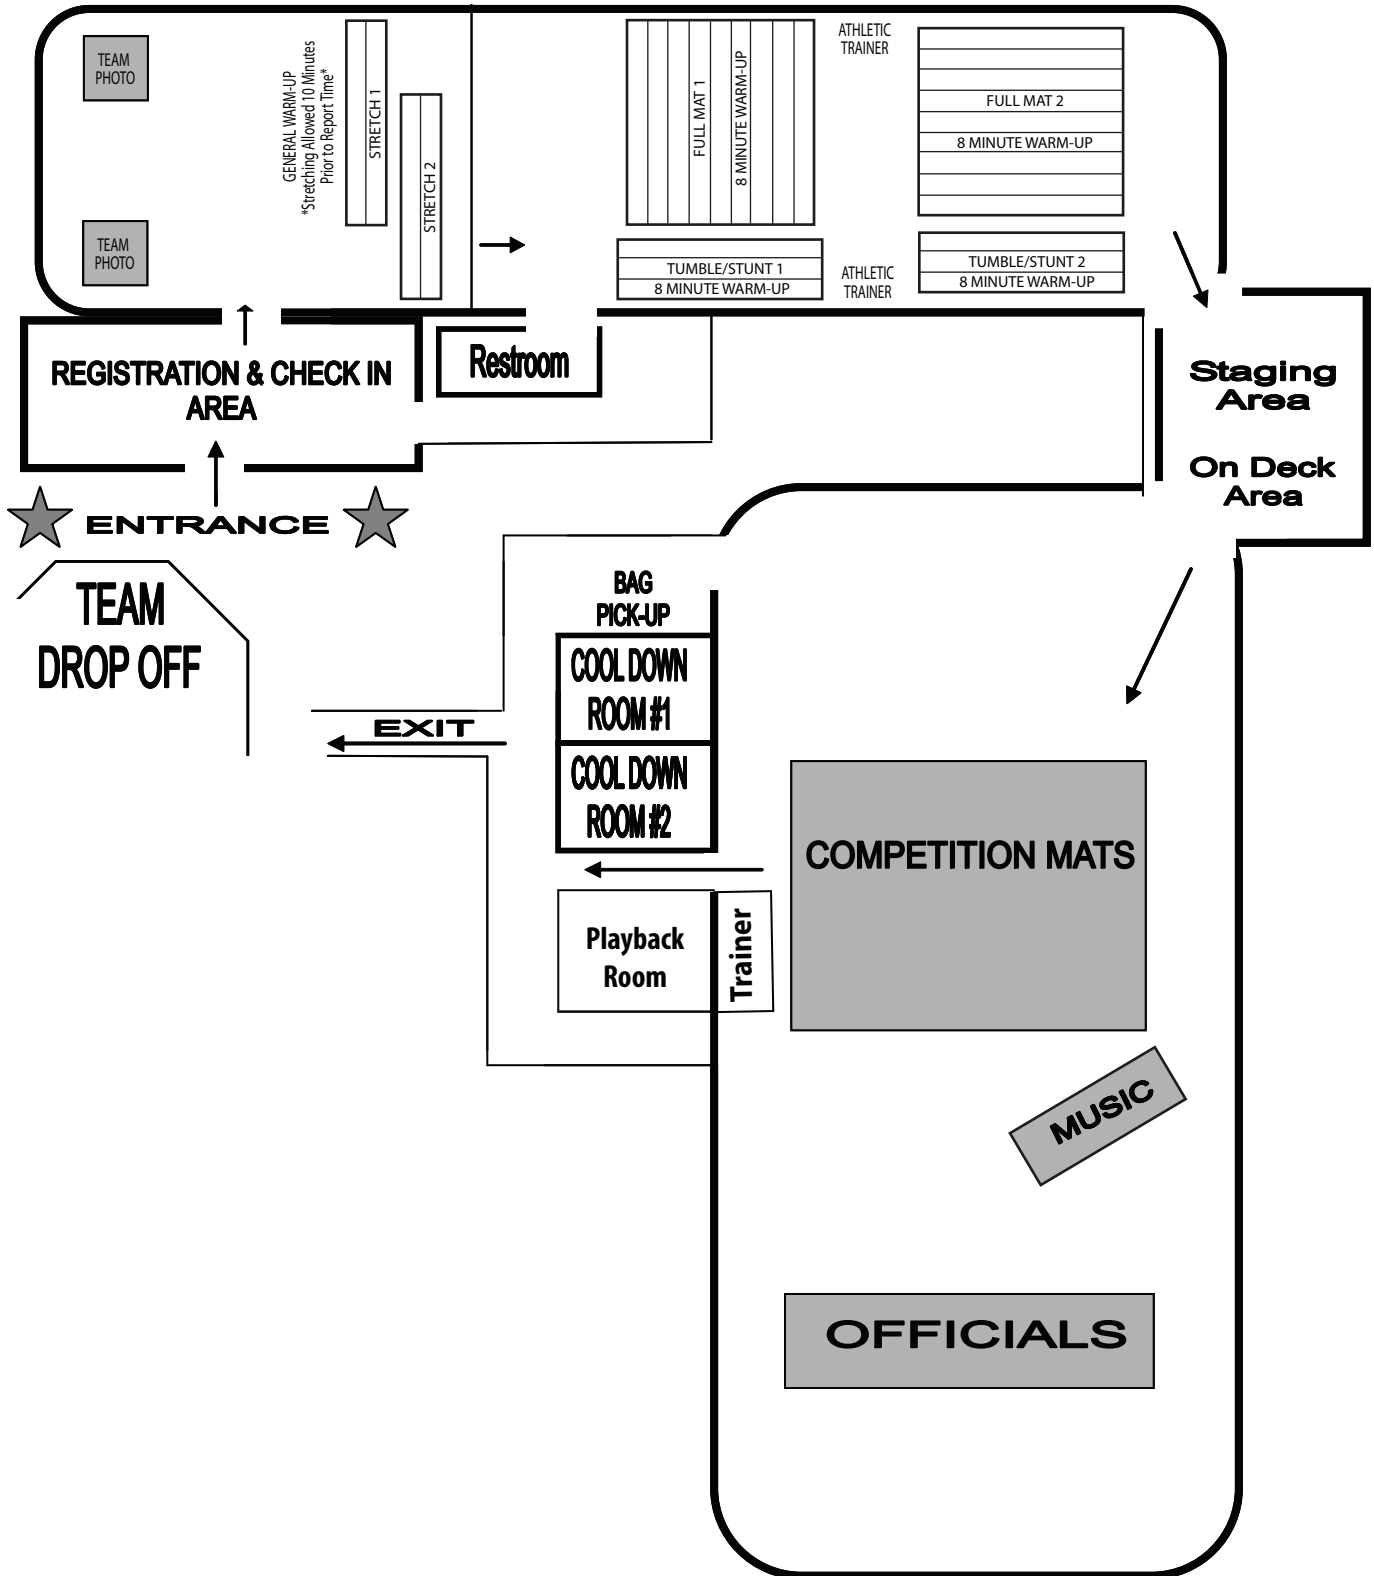 TEAM
PHOTO
TEAM
PHOTO
GENERAL WARM-UP
*Stretching Allowed 10 Minutes
Prior to Report Time*
STRETCH 1
STRETCH 2
FULL MAT 1
8 MINUTE WARM-UP
TUMBLE/STUNT 1
8 MINUTE WARM-UP
ATHLETIC
TRAINER
ATHLETIC
TRAINER
FULL MAT 2
8 MINUTE WARM-UP
TUMBLE/STUNT 2
8 MINUTE WARM-UP
REGISTRATION & CHECK IN
AREA
Restroom
Staging
Area
On Deck
Area
ENTRANCE
TEAM
DROP OFF
BAG
PICK-UP
COOL DOWN
ROOM #1
EXIT
COOL DOWN
ROOM #2
COMPETITION MATS
Playback
Room
Trainer
MUSIC
OFFICIALS